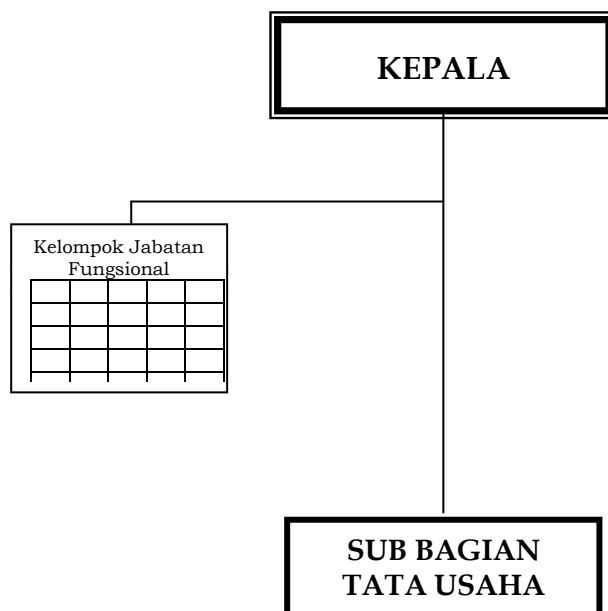 KEPALA
Kelompok Jabatan
Fungsional
SUB BAGIAN
TATA USAHA